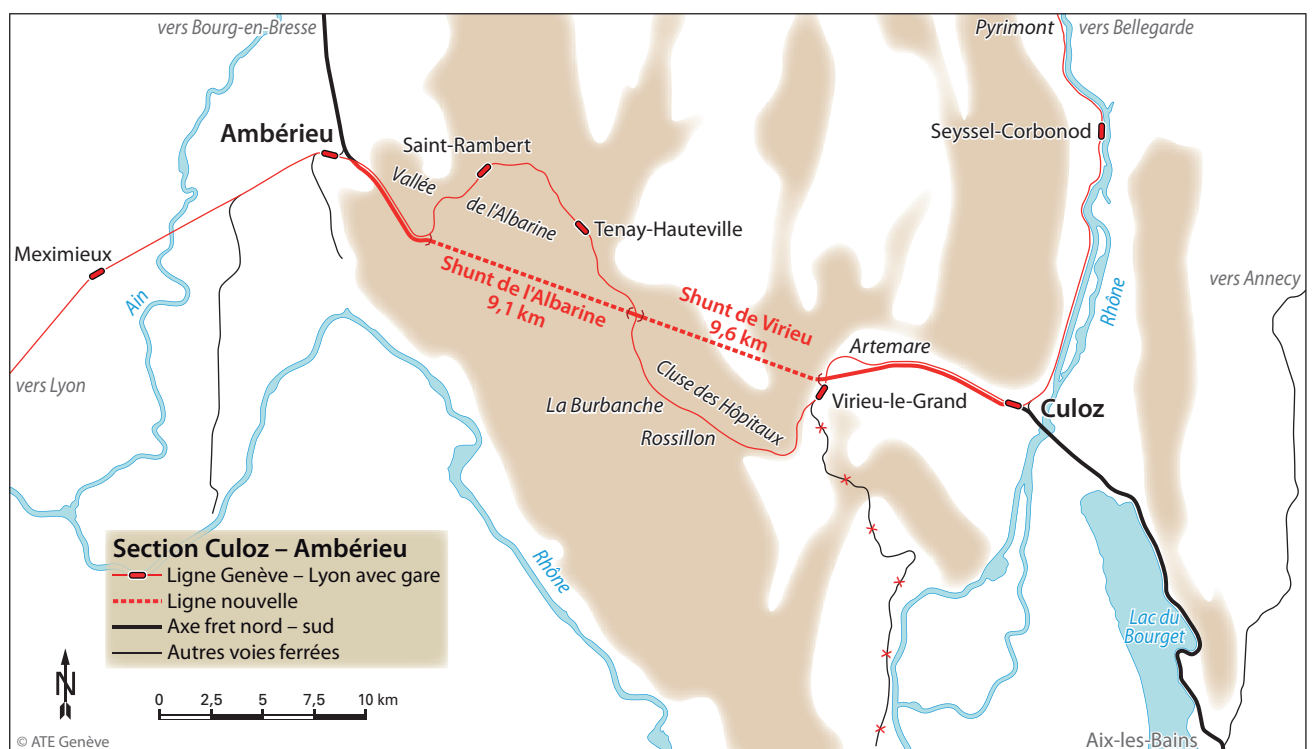 vers Bourg-en-Bresse
Pyrimont
vers Bellegarde
Ambérieu
Saint-Rambert
Seyssel-Corbonod
Vallée
de l'Albarine
Tenay-Hauteville
Meximieux
Ain
Shunt de l'Albarine
9,1 km
Shunt de Virieu
9,6 km
Rhône
vers Annecy
vers Lyon
Artemare
Cluse des Hôpitaux
Virieu-le-Grand
Culoz
La Burbanche
Rossillon
Section Culoz – Ambérieu
Ligne Genève – Lyon avec gare
Ligne nouvelle
Axe fret nord – sud
Autres voies ferrées
Rhône
Lac du
Bourget
N
0 2,5 5 7,5 10 km
© ATE Genève
Aix-les-Bains